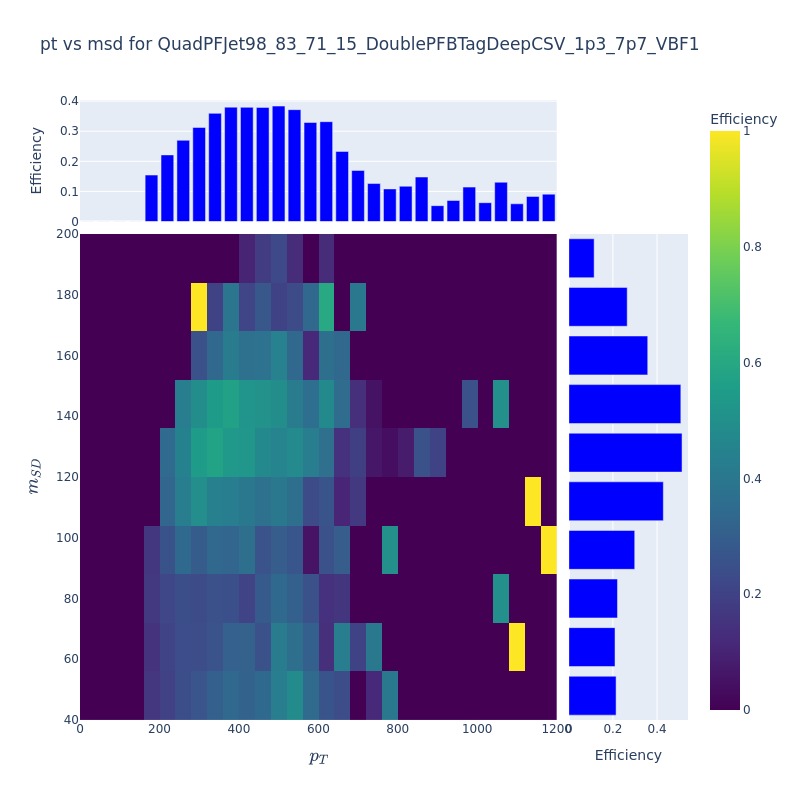 pt vs msd for QuadPFJet98_83_71_15_DoublePFBTagDeepCSV_1p3_7p7_VBF1
Efficiency
0.4
0.3
0.2
0.1
0
Efficiency
1
0.8
0.6
0.4
0.2
0
m_SD
200
180
160
140
120
100
80
60
40
0 200 400 600 800 1000 1200
p_T
0 0.2 0.4
Efficiency